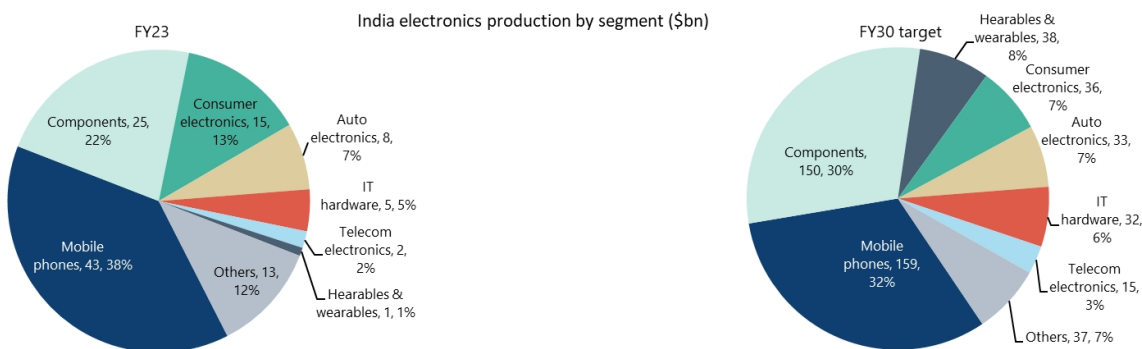 India electronics production by segment ($bn)
FY23
Components, 25,
22%
Consumer
electronics, 15,
13%
Auto
electronics, 8,
7%
IT
hardware, 5, 5%
Telecom
electronics, 2,
2%
Hearables &
wearables, 1, 1%
Others, 13,
12%
Mobile
phones, 43, 38%
FY30 target
Hearables &
wearables, 38,
8%
Consumer
electronics, 36,
7%
Auto
electronics, 33,
7%
IT
hardware, 32,
6%
Telecom
electronics, 15,
3%
Others, 37, 7%
Mobile
phones, 159,
32%
Components,
150, 30%